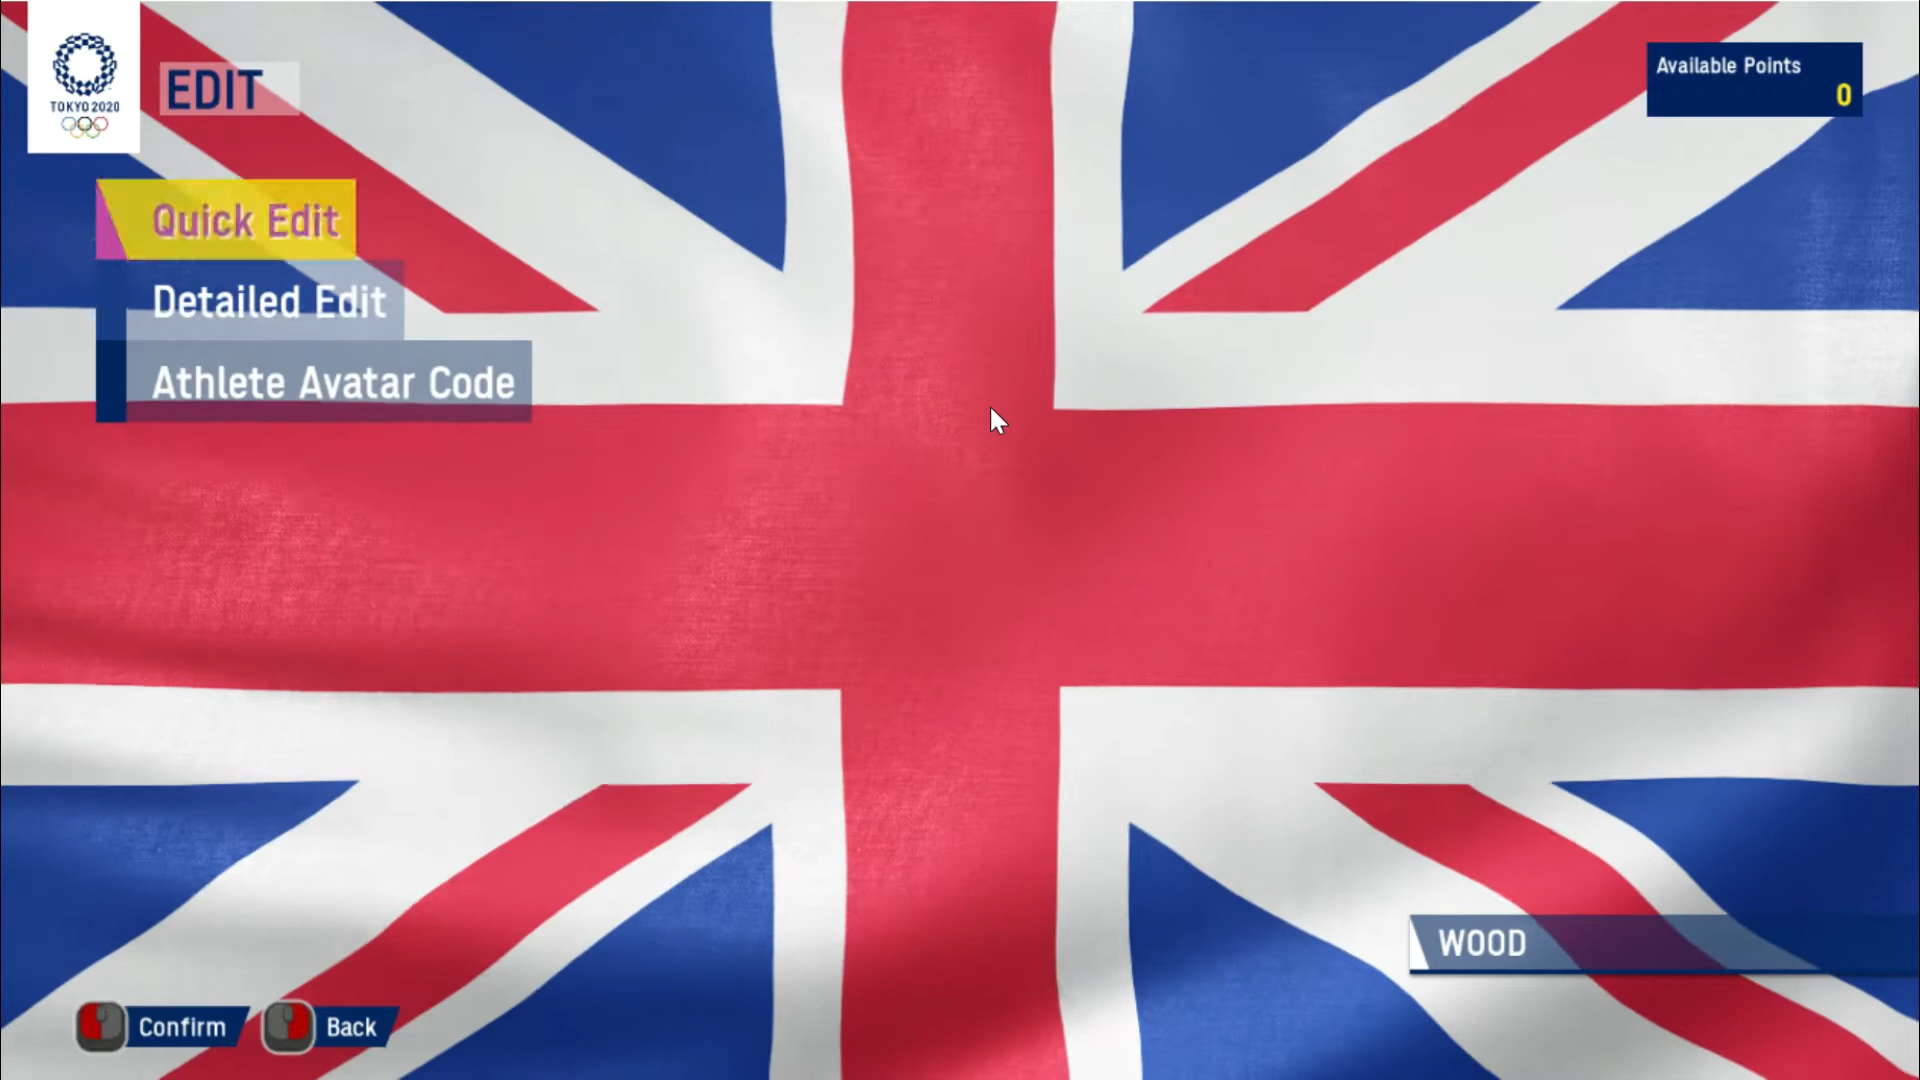 TOKYO 2020
EDIT
Available Points
0
Quick Edit
Detailed Edit
Athlete Avatar Code
WOOD
Confirm
Back